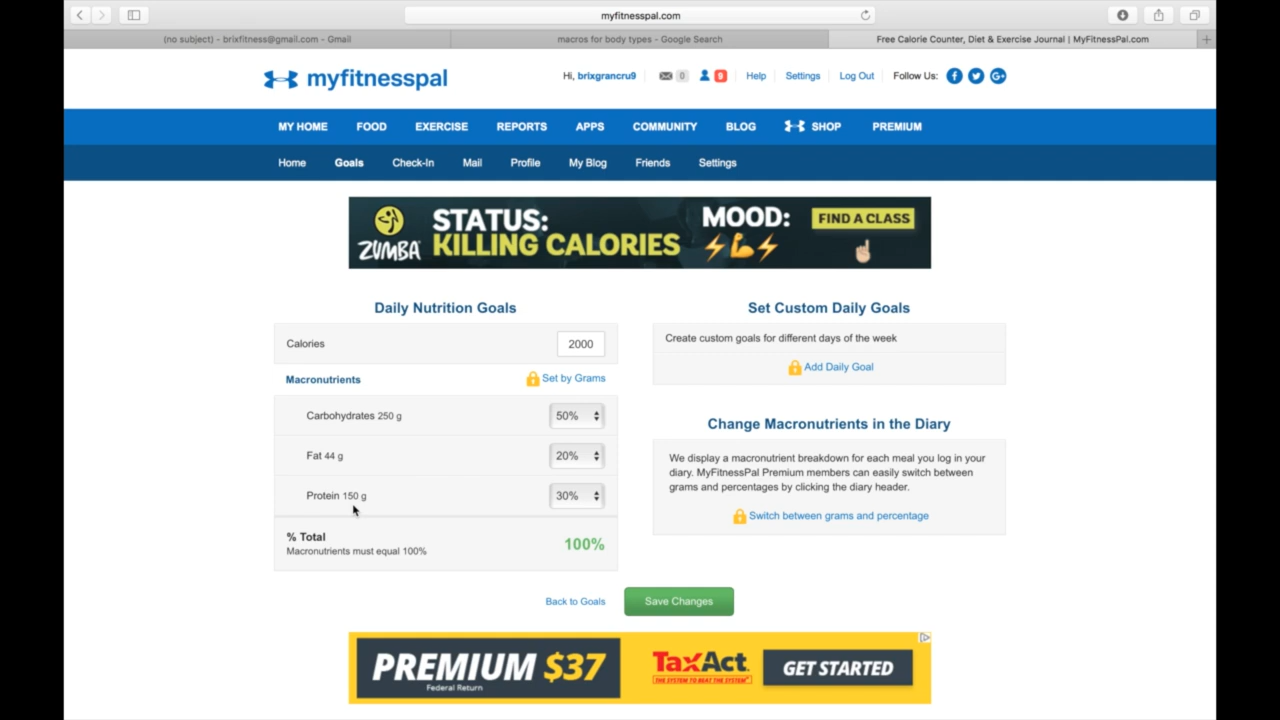 myfitnesspal.com
(no subject) - brixfitness@gmail.com - Gmail
macros for body types - Google Search
Free Calorie Counter, Diet & Exercise Journal | MyFitnessPal.com
myfitnesspal
Hi, brixgrancru9
0
9
Help
Settings
Log Out
Follow Us:
MY HOME
FOOD
EXERCISE
REPORTS
APPS
COMMUNITY
BLOG
SHOP
PREMIUM
Home
Goals
Check-In
Mail
Profile
My Blog
Friends
Settings
ZUMBA
STATUS:
KILLING CALORIES
MOOD:
FIND A CLASS
Daily Nutrition Goals
Calories
2000
Macronutrients
Set by Grams
Carbohydrates 250 g
50%
Fat 44 g
20%
Protein 150 g
30%
% Total
Macronutrients must equal 100%
100%
Set Custom Daily Goals
Create custom goals for different days of the week
Add Daily Goal
Change Macronutrients in the Diary
We display a macronutrient breakdown for each meal you log in your
diary. MyFitnessPal Premium members can easily switch between
grams and percentages by clicking the diary header.
Switch between grams and percentage
Back to Goals
Save Changes
PREMIUM $37
Federal Return
TaxAct.
THE SYSTEM TO BEAT THE SYSTEM
GET STARTED